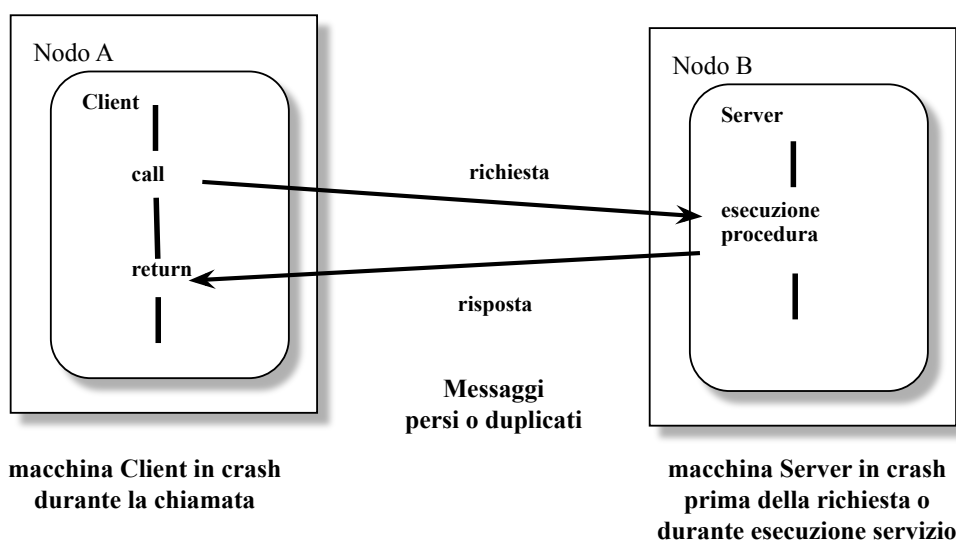 Nodo A
Client
call
return
richiesta
risposta
Messaggi
persi o duplicati
Nodo B
Server
esecuzione
procedura
macchina Client in crash
durante la chiamata
macchina Server in crash
prima della richiesta o
durante esecuzione servizio